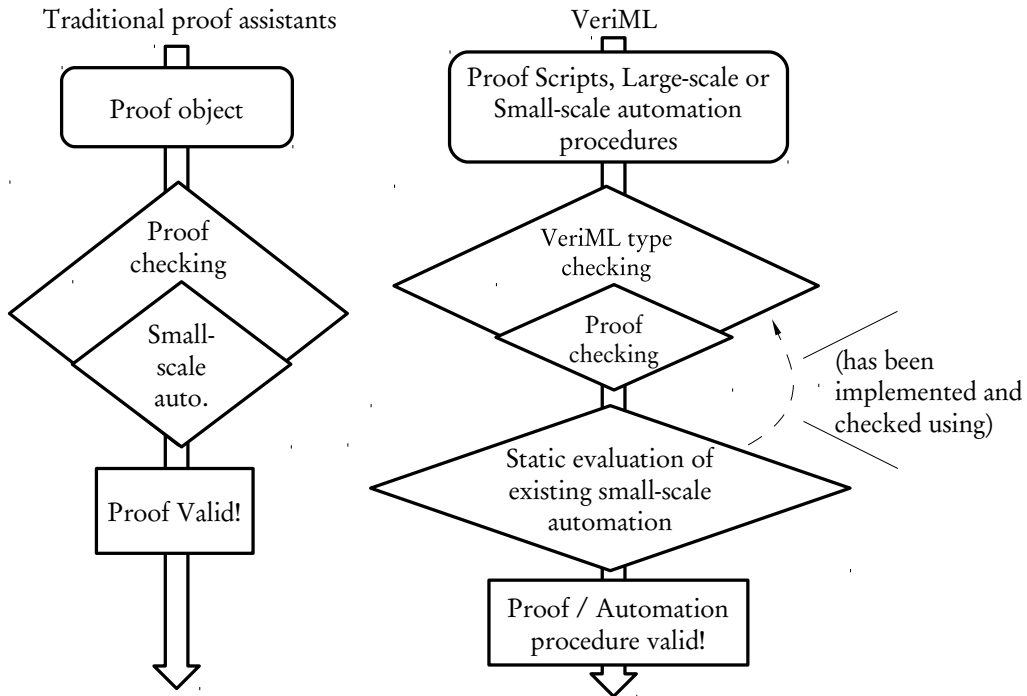 Traditional proof assistants
Proof object
Proof
checking
Small-
scale
auto.
Proof Valid!
VeriML
Proof Scripts, Large-scale or
Small-scale automation
procedures
VeriML type
checking
Proof
checking
(has been
implemented and
checked using)
Static evaluation of
existing small-scale
automation
Proof / Automation
procedure valid!